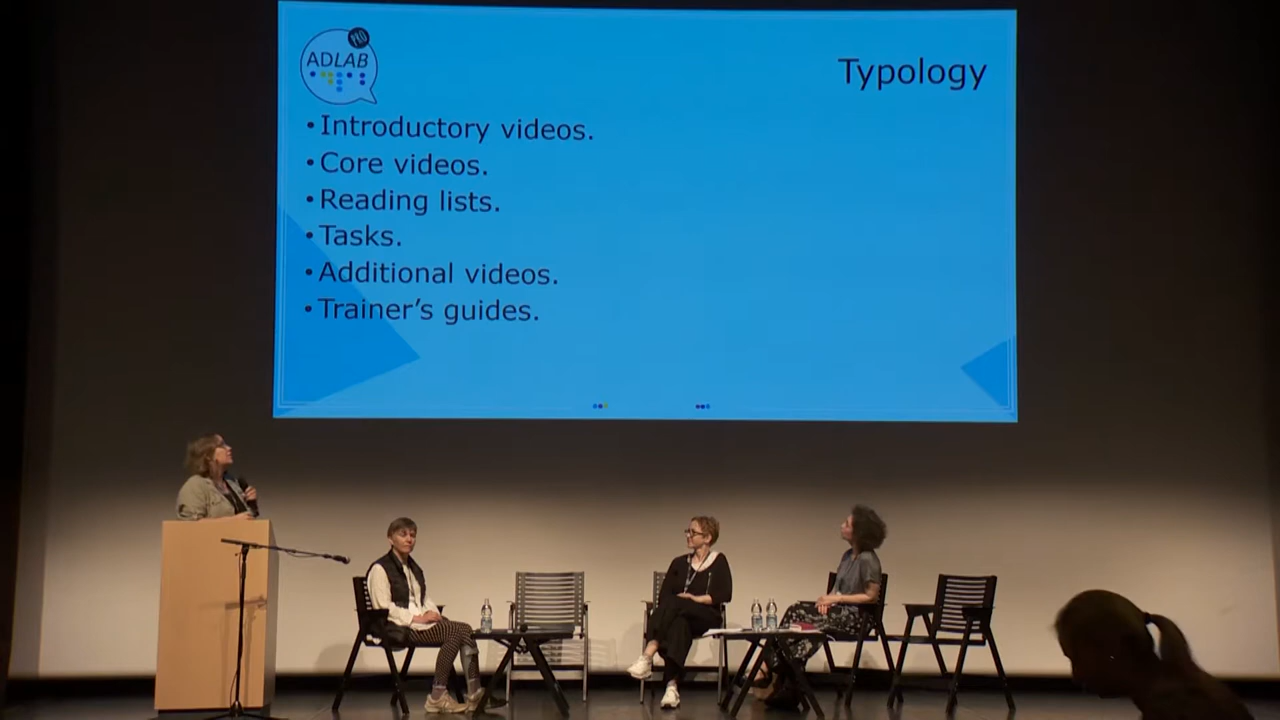 PRO
ADLAB
Typology
• Introductory videos.
• Core videos.
• Reading lists.
• Tasks.
• Additional videos.
• Trainer's guides.